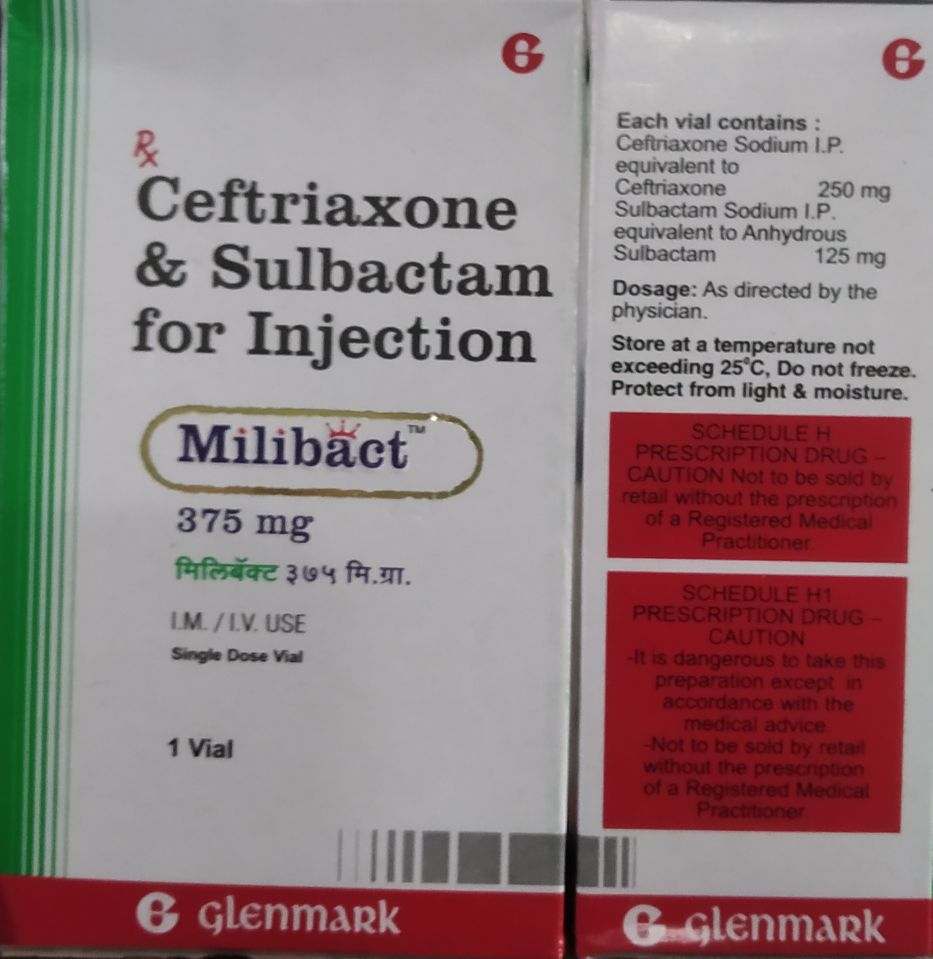 Rx
Ceftriaxone
& Sulbactam
for Injection
Milibact™
375 mg
मिलिबॅक्ट ३७५ मि.ग्रा.
I.M. / I.V. USE
Single Dose Vial
1 Vial
G GLENMARK
Each vial contains :
Ceftriaxone Sodium I.P.
equivalent to
Ceftriaxone 250 mg
Sulbactam Sodium I.P.
equivalent to Anhydrous
Sulbactam 125 mg
Dosage: As directed by the
physician.
Store at a temperature not
exceeding 25°C, Do not freeze.
Protect from light & moisture.
SCHEDULE H
PRESCRIPTION DRUG –
CAUTION Not to be sold by
retail without the prescription
of a Registered Medical
Practitioner.
SCHEDULE H1
PRESCRIPTION DRUG –
CAUTION
-It is dangerous to take this
preparation except in
accordance with the
medical advice.
-Not to be sold by retail
without the prescription
of a Registered Medical
Practitioner.
G GLENMARK